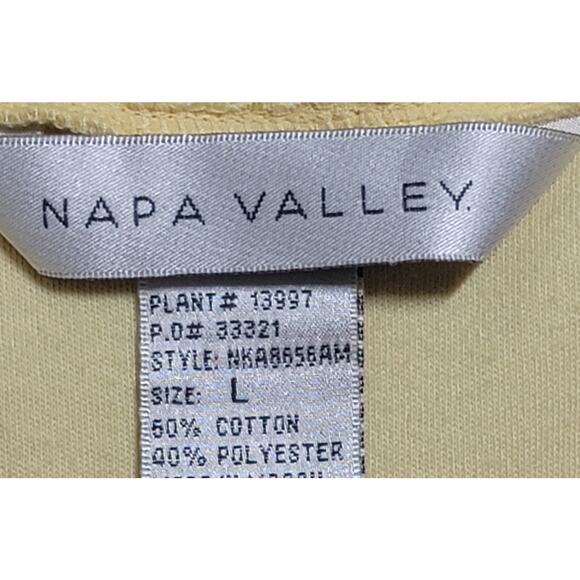 NAPA VALLEY.
PLANT# 13997
P.O# 33321
STYLE: NKA8656AM
SIZE: L
60% COTTON
40% POLYESTER